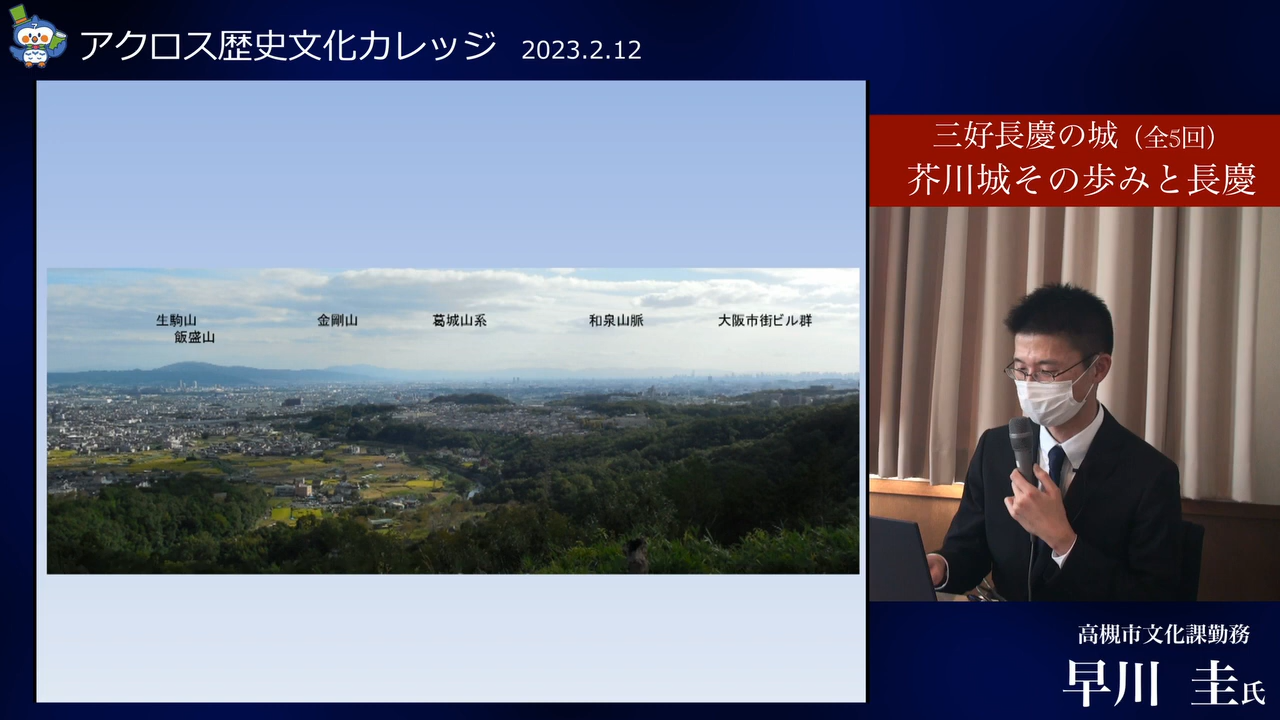 アクロス歴史文化カレッジ 2023.2.12
三好長慶の城（全5回）
芥川城その歩みと長慶
生駒山
飯盛山
金剛山
葛城山系
和泉山脈
大阪市街ビル群
高槻市文化課勤務
早川 圭氏